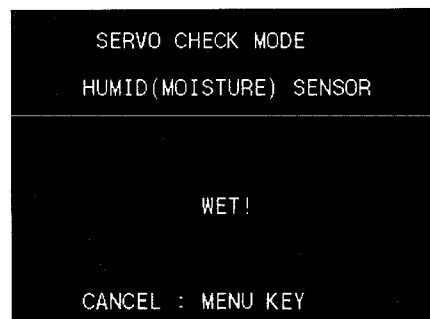 SERVO CHECK MODE
HUMID(MOISTURE) SENSOR
WET!
CANCEL : MENU KEY